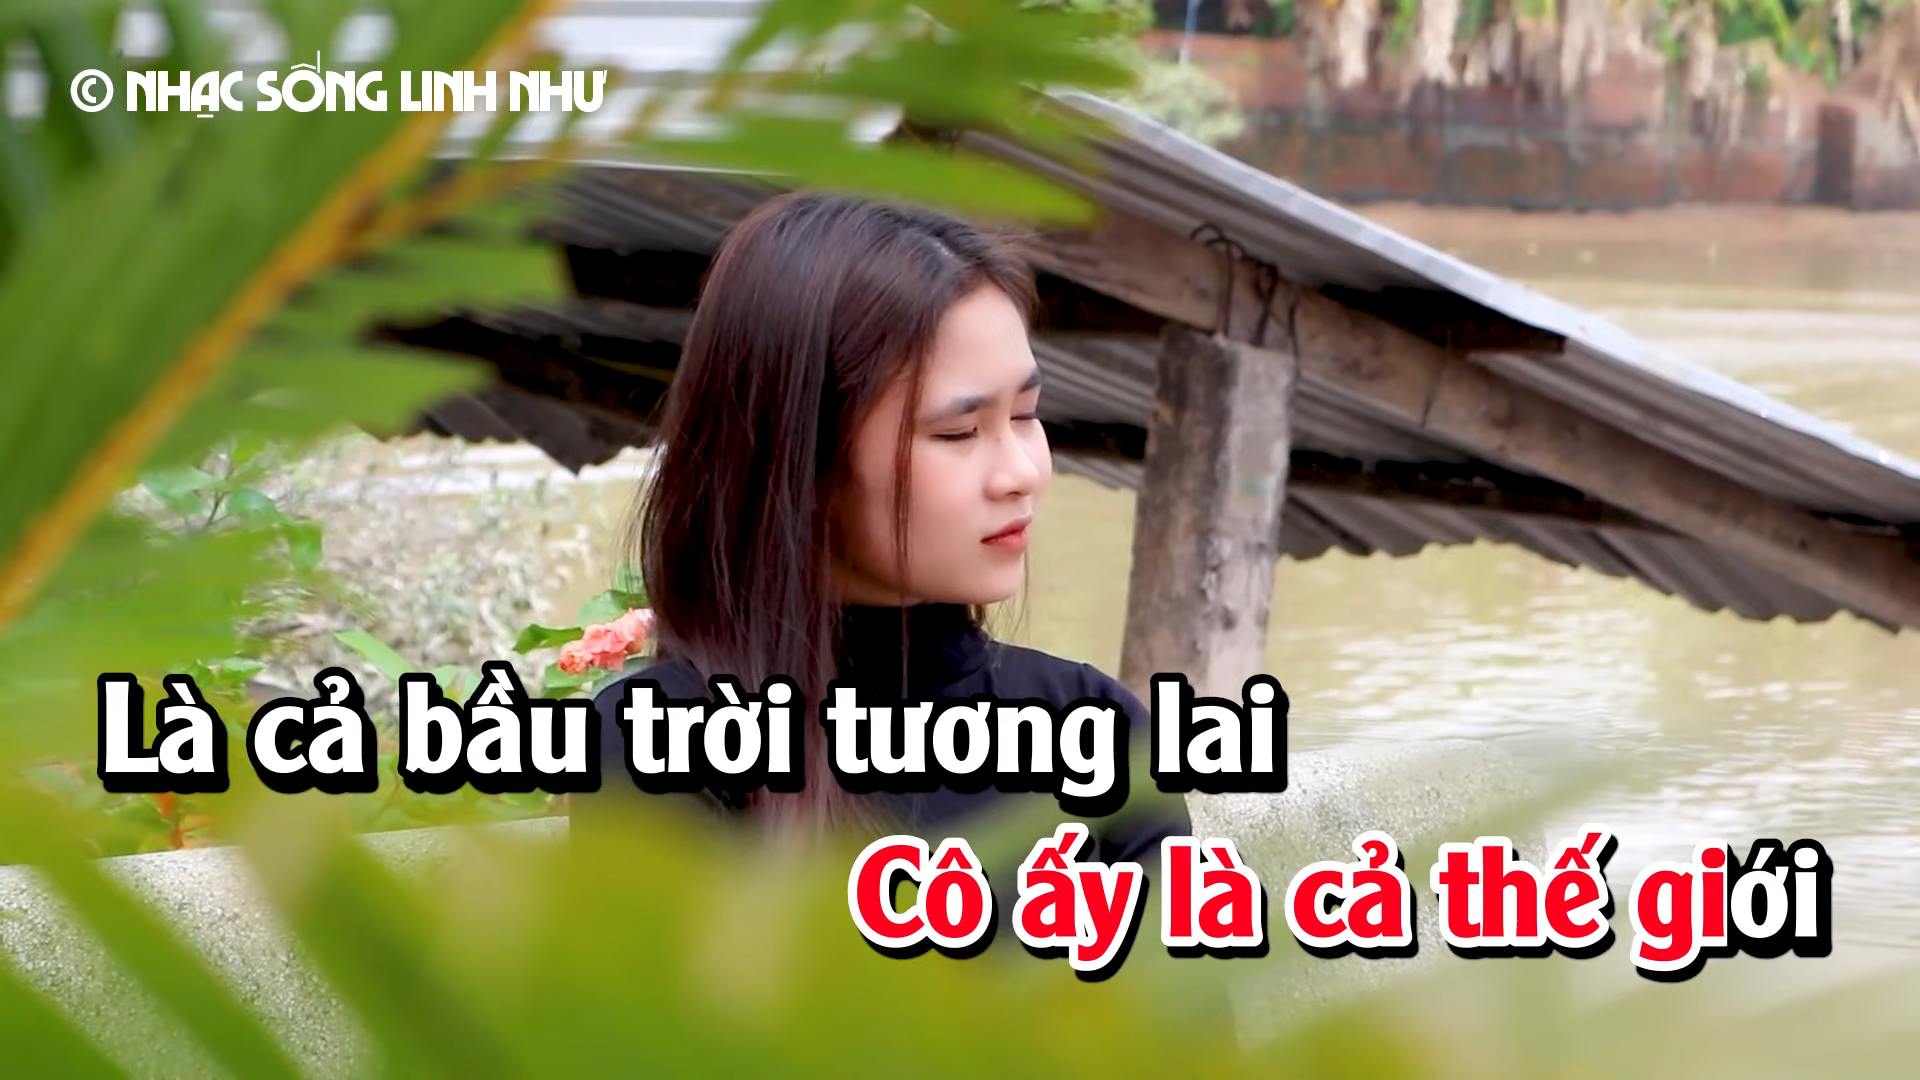 © NHẠC SỐNG LINH NHƯ
Là cả bầu trời tương lai
Cô ấy là cả thế giới